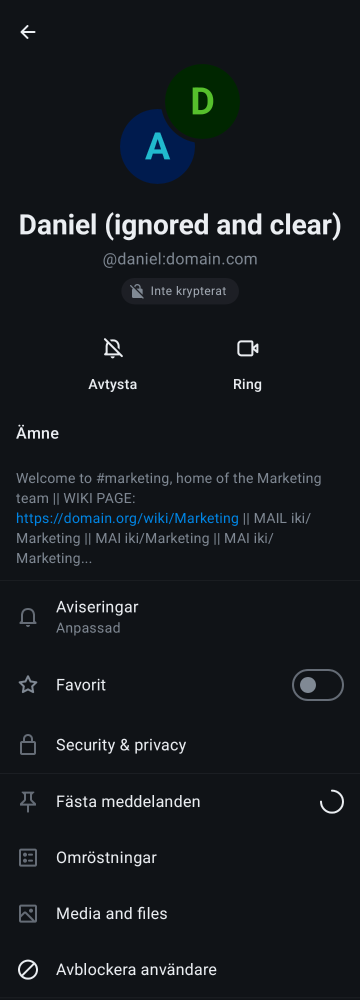 D
A
Daniel (ignored and clear)
@daniel:domain.com
Inte krypterat
Avtysta
Ring
Ämne
Welcome to #marketing, home of the Marketing
team || WIKI PAGE:
https://domain.org/wiki/Marketing || MAIL iki/
Marketing || MAI iki/Marketing || MAI iki/
Marketing...
Aviseringar
Anpassad
Favorit
Security & privacy
Fästa meddelanden
Omröstningar
Media and files
Avblockera användare